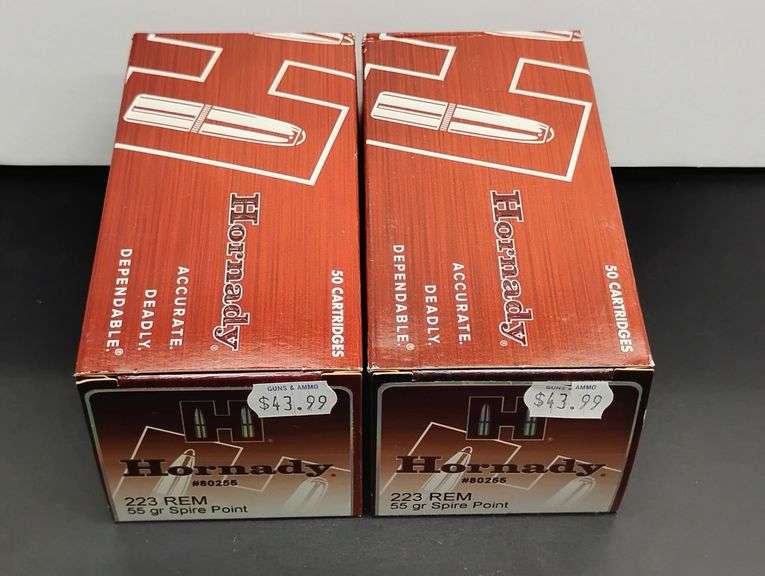 Hornady
ACCURATE.
DEADLY.
DEPENDABLE.®
50 CARTRIDGES
Hornady
ACCURATE.
DEADLY.
DEPENDABLE.®
50 CARTRIDGES
GUNS & AMMO
$43.99
H
Hornady®
#80255
223 REM
55 gr Spire Point
GUNS & AMMO
$43.99
H
Hornady®
#80255
223 REM
55 gr Spire Point